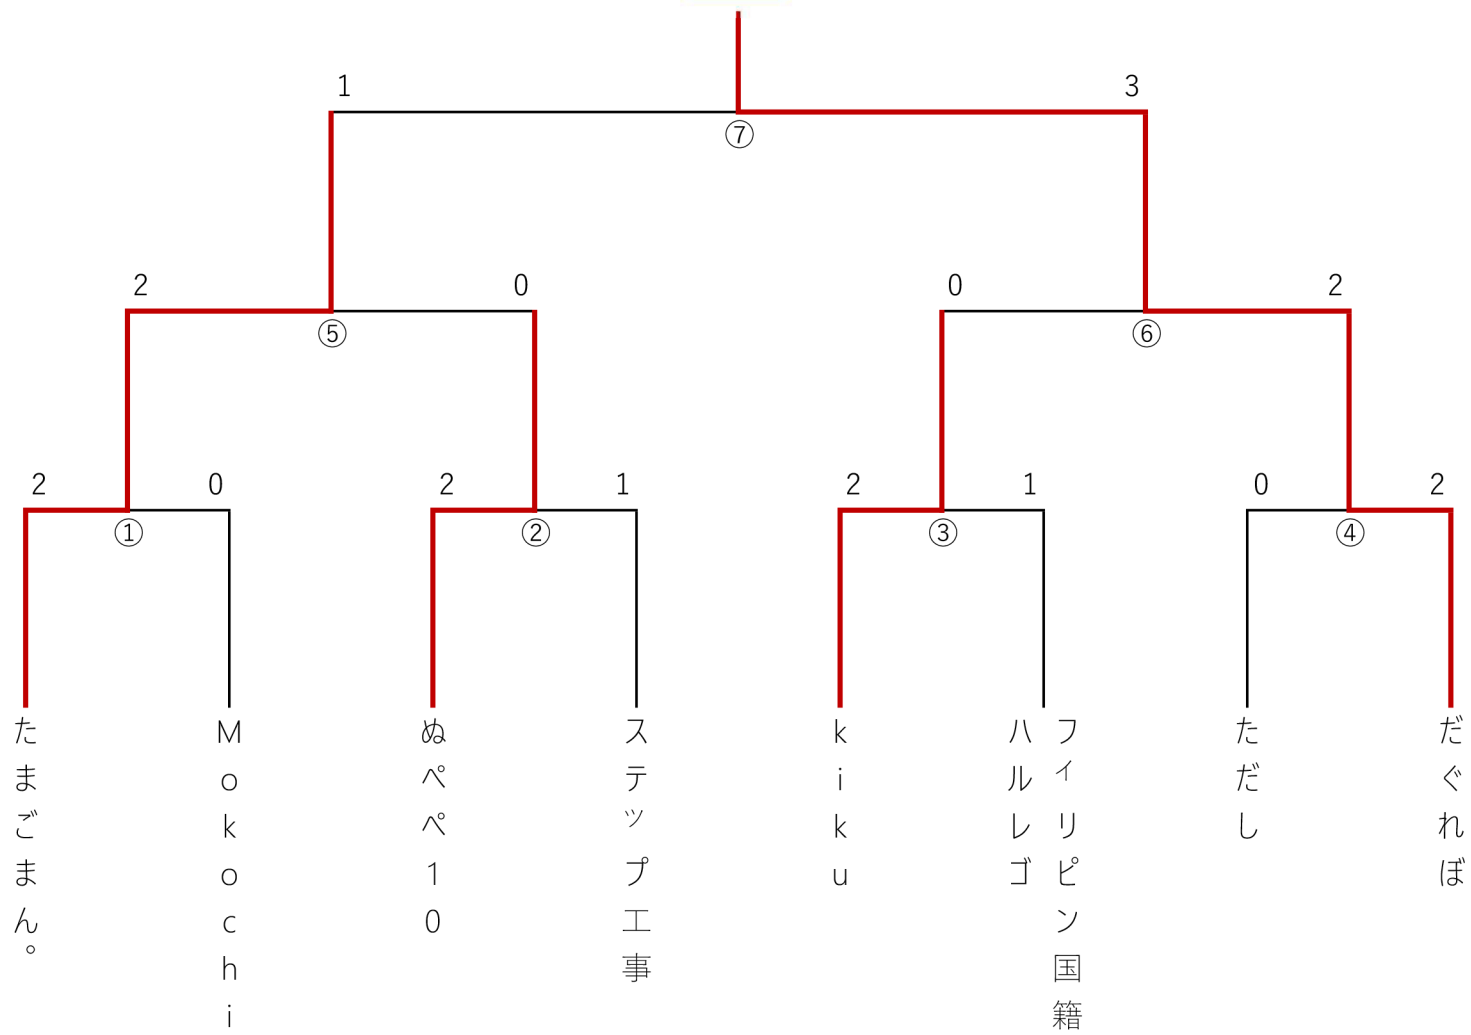 1 3
⑦
2 0 0 2
⑤ ⑥
2 0 2 1 2 1 0 2
① ② ③ ④
たまごまん。
Mokochi
ぬぺぺ10
ステップ工事
kiku
フィリピン国籍
ハルレゴ
ただし
だぐれぼ